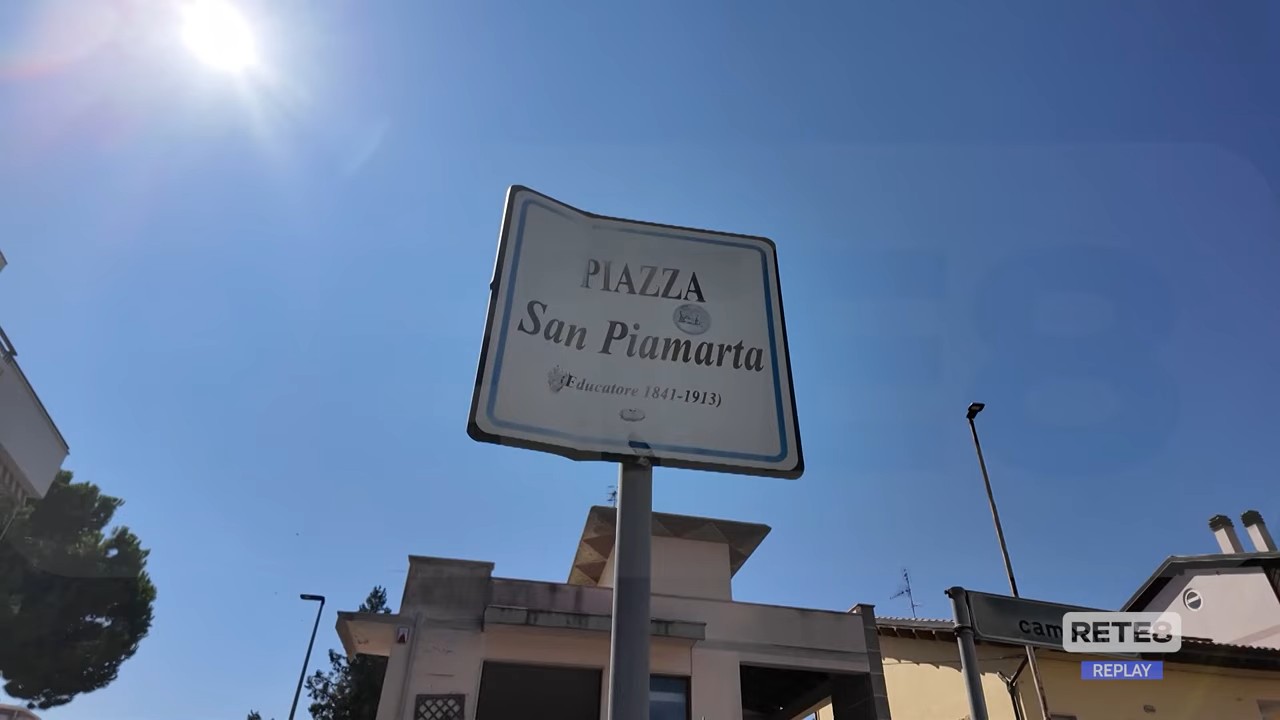 PIAZZA
San Piamarta
(Educatore 1841-1913)
RETE8
REPLAY